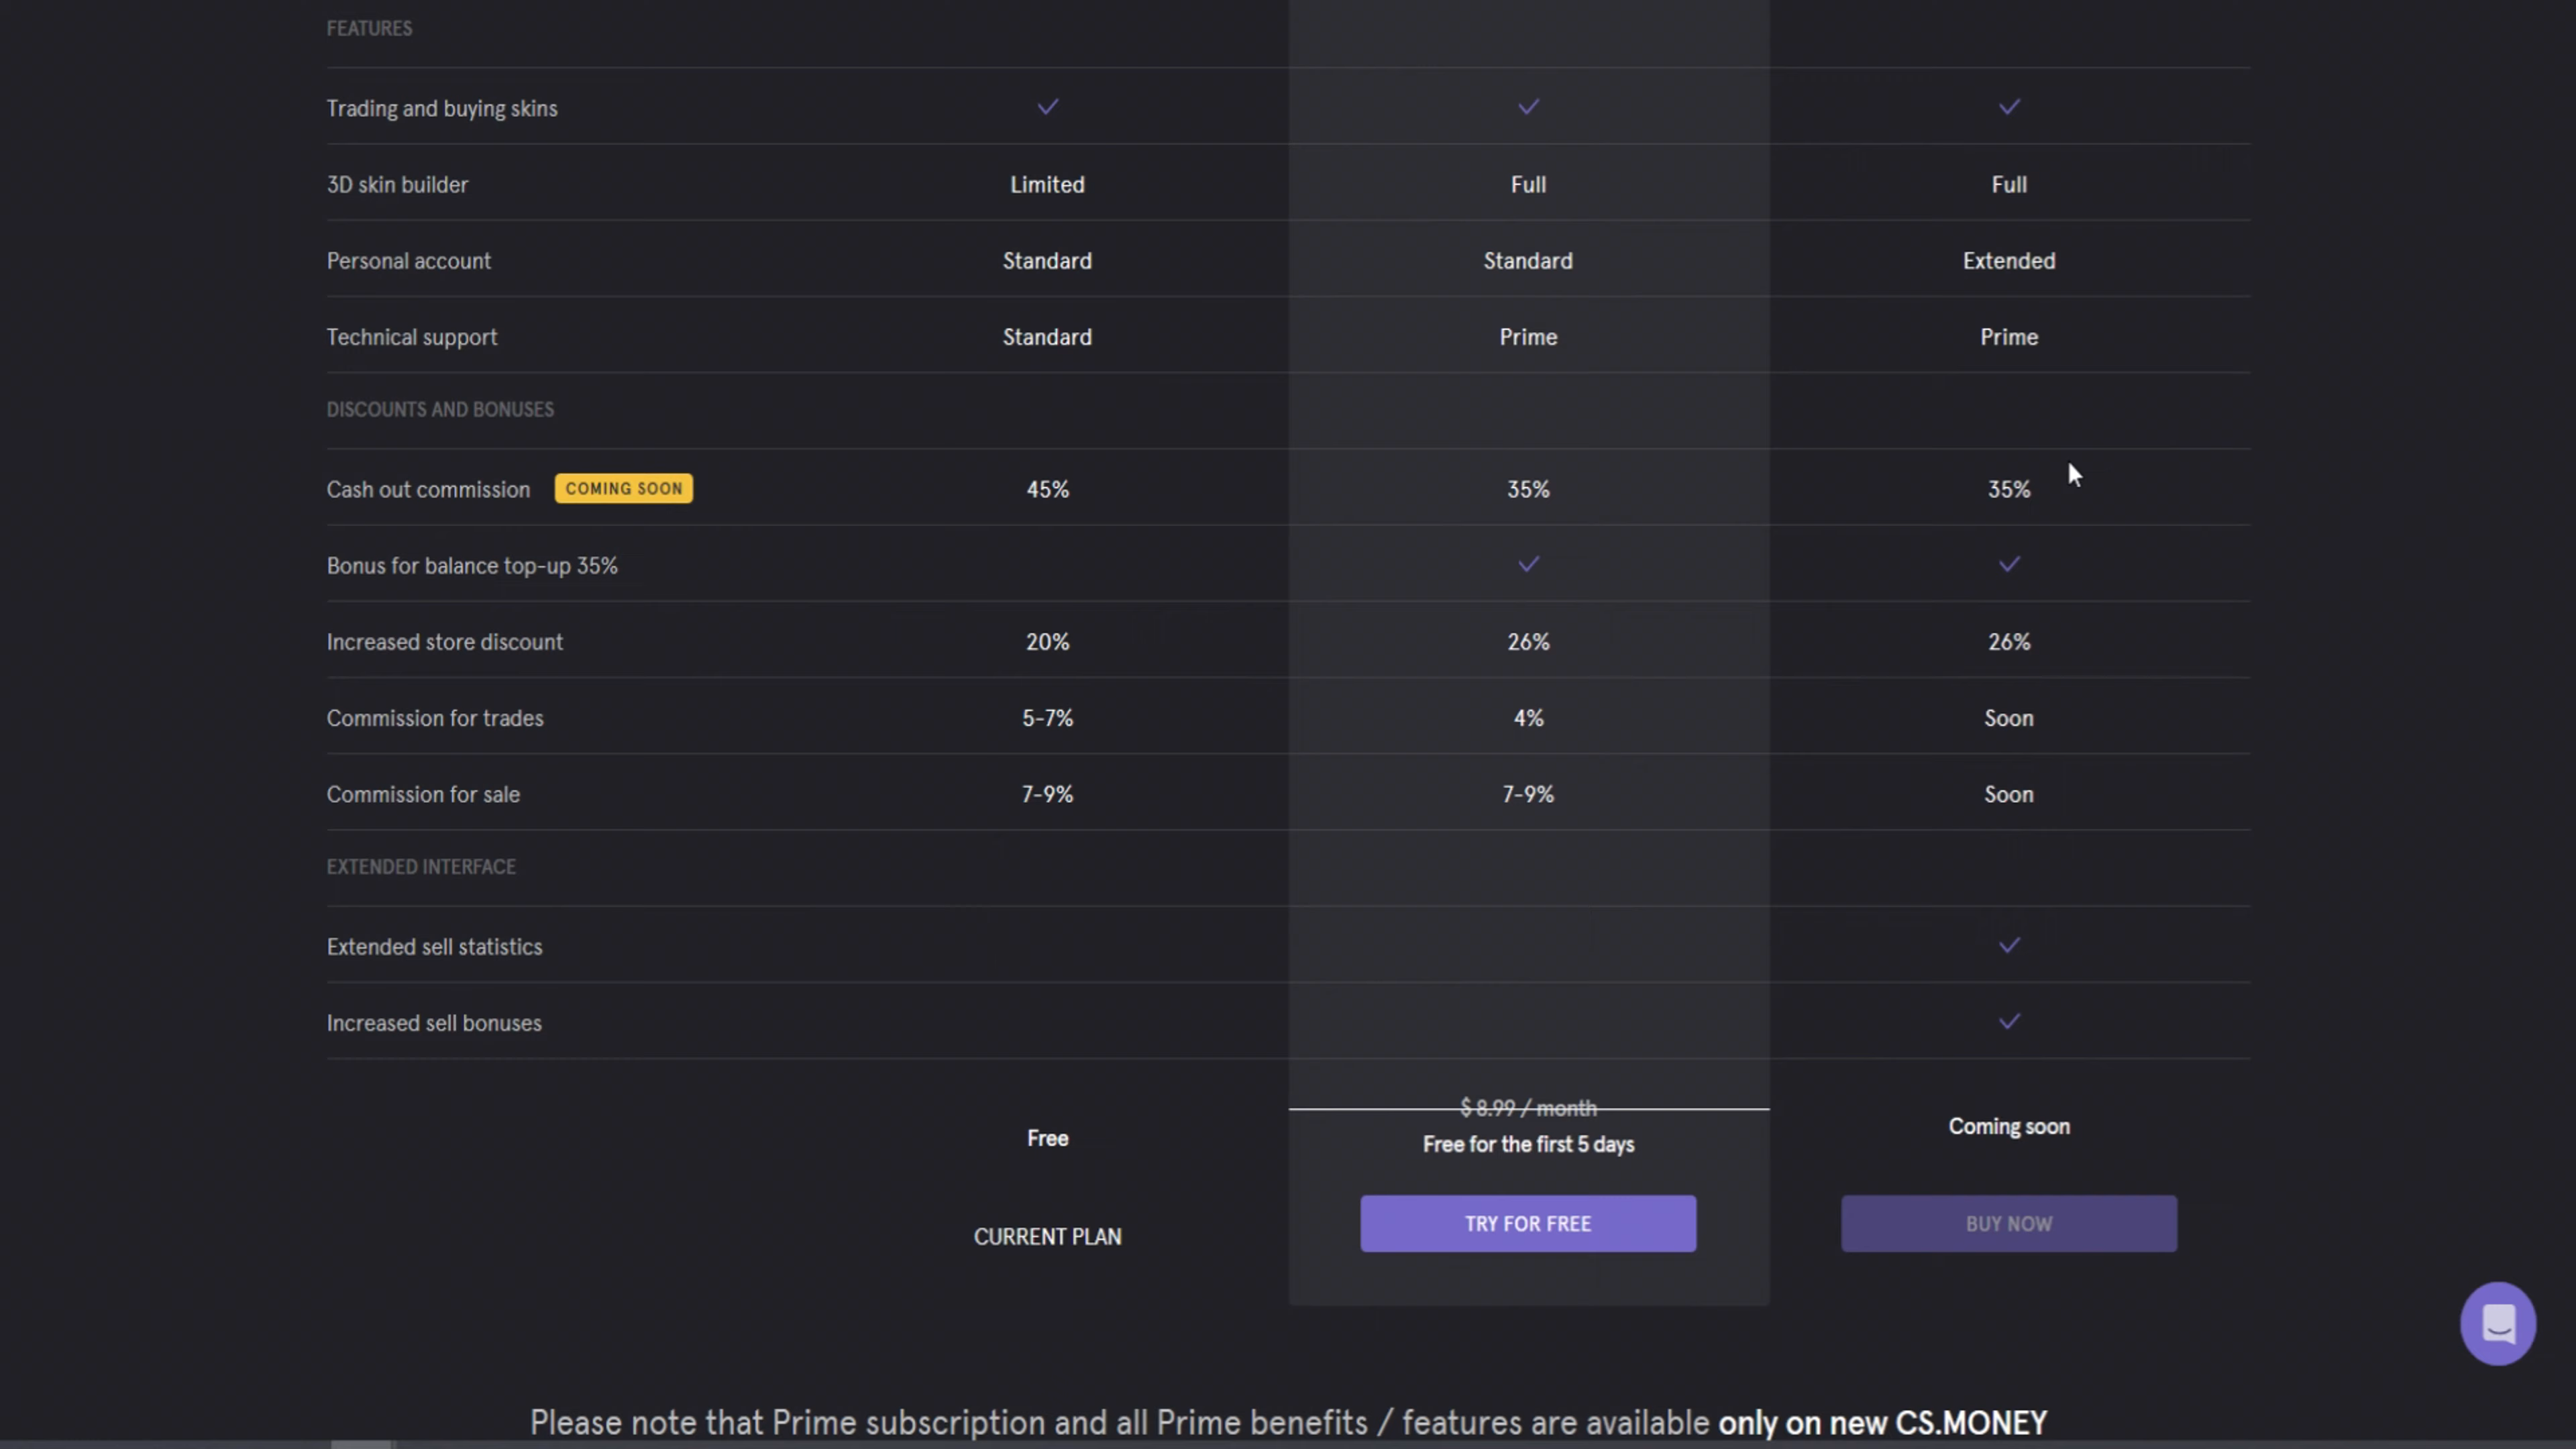 FEATURES
Trading and buying skins
3D skin builder Limited Full Full
Personal account Standard Standard Extended
Technical support Standard Prime Prime
DISCOUNTS AND BONUSES
Cash out commission COMING SOON 45% 35% 35%
Bonus for balance top-up 35%
Increased store discount 20% 26% 26%
Commission for trades 5-7% 4% Soon
Commission for sale 7-9% 7-9% Soon
EXTENDED INTERFACE
Extended sell statistics
Increased sell bonuses
$ 8.99 / month
Free Free for the first 5 days Coming soon
CURRENT PLAN TRY FOR FREE BUY NOW
Please note that Prime subscription and all Prime benefits / features are available only on new CS.MONEY